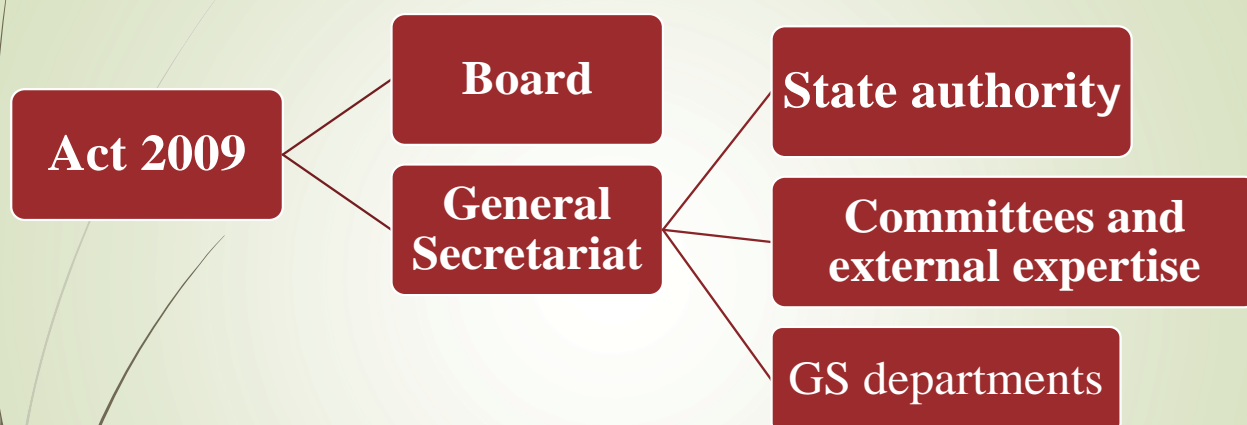 Act 2009
Board
General
Secretariat
State authority
Committees and
external expertise
GS departments